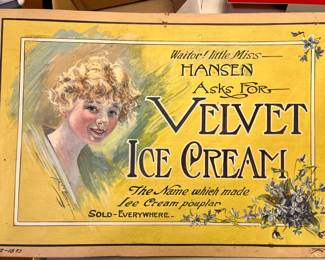 Waiter! little Miss
HANSEN
ASKS FOR
VELVET
ICE CREAM
The Name which made
Ice Cream pouplar
SOLD-EVERYWHERE-